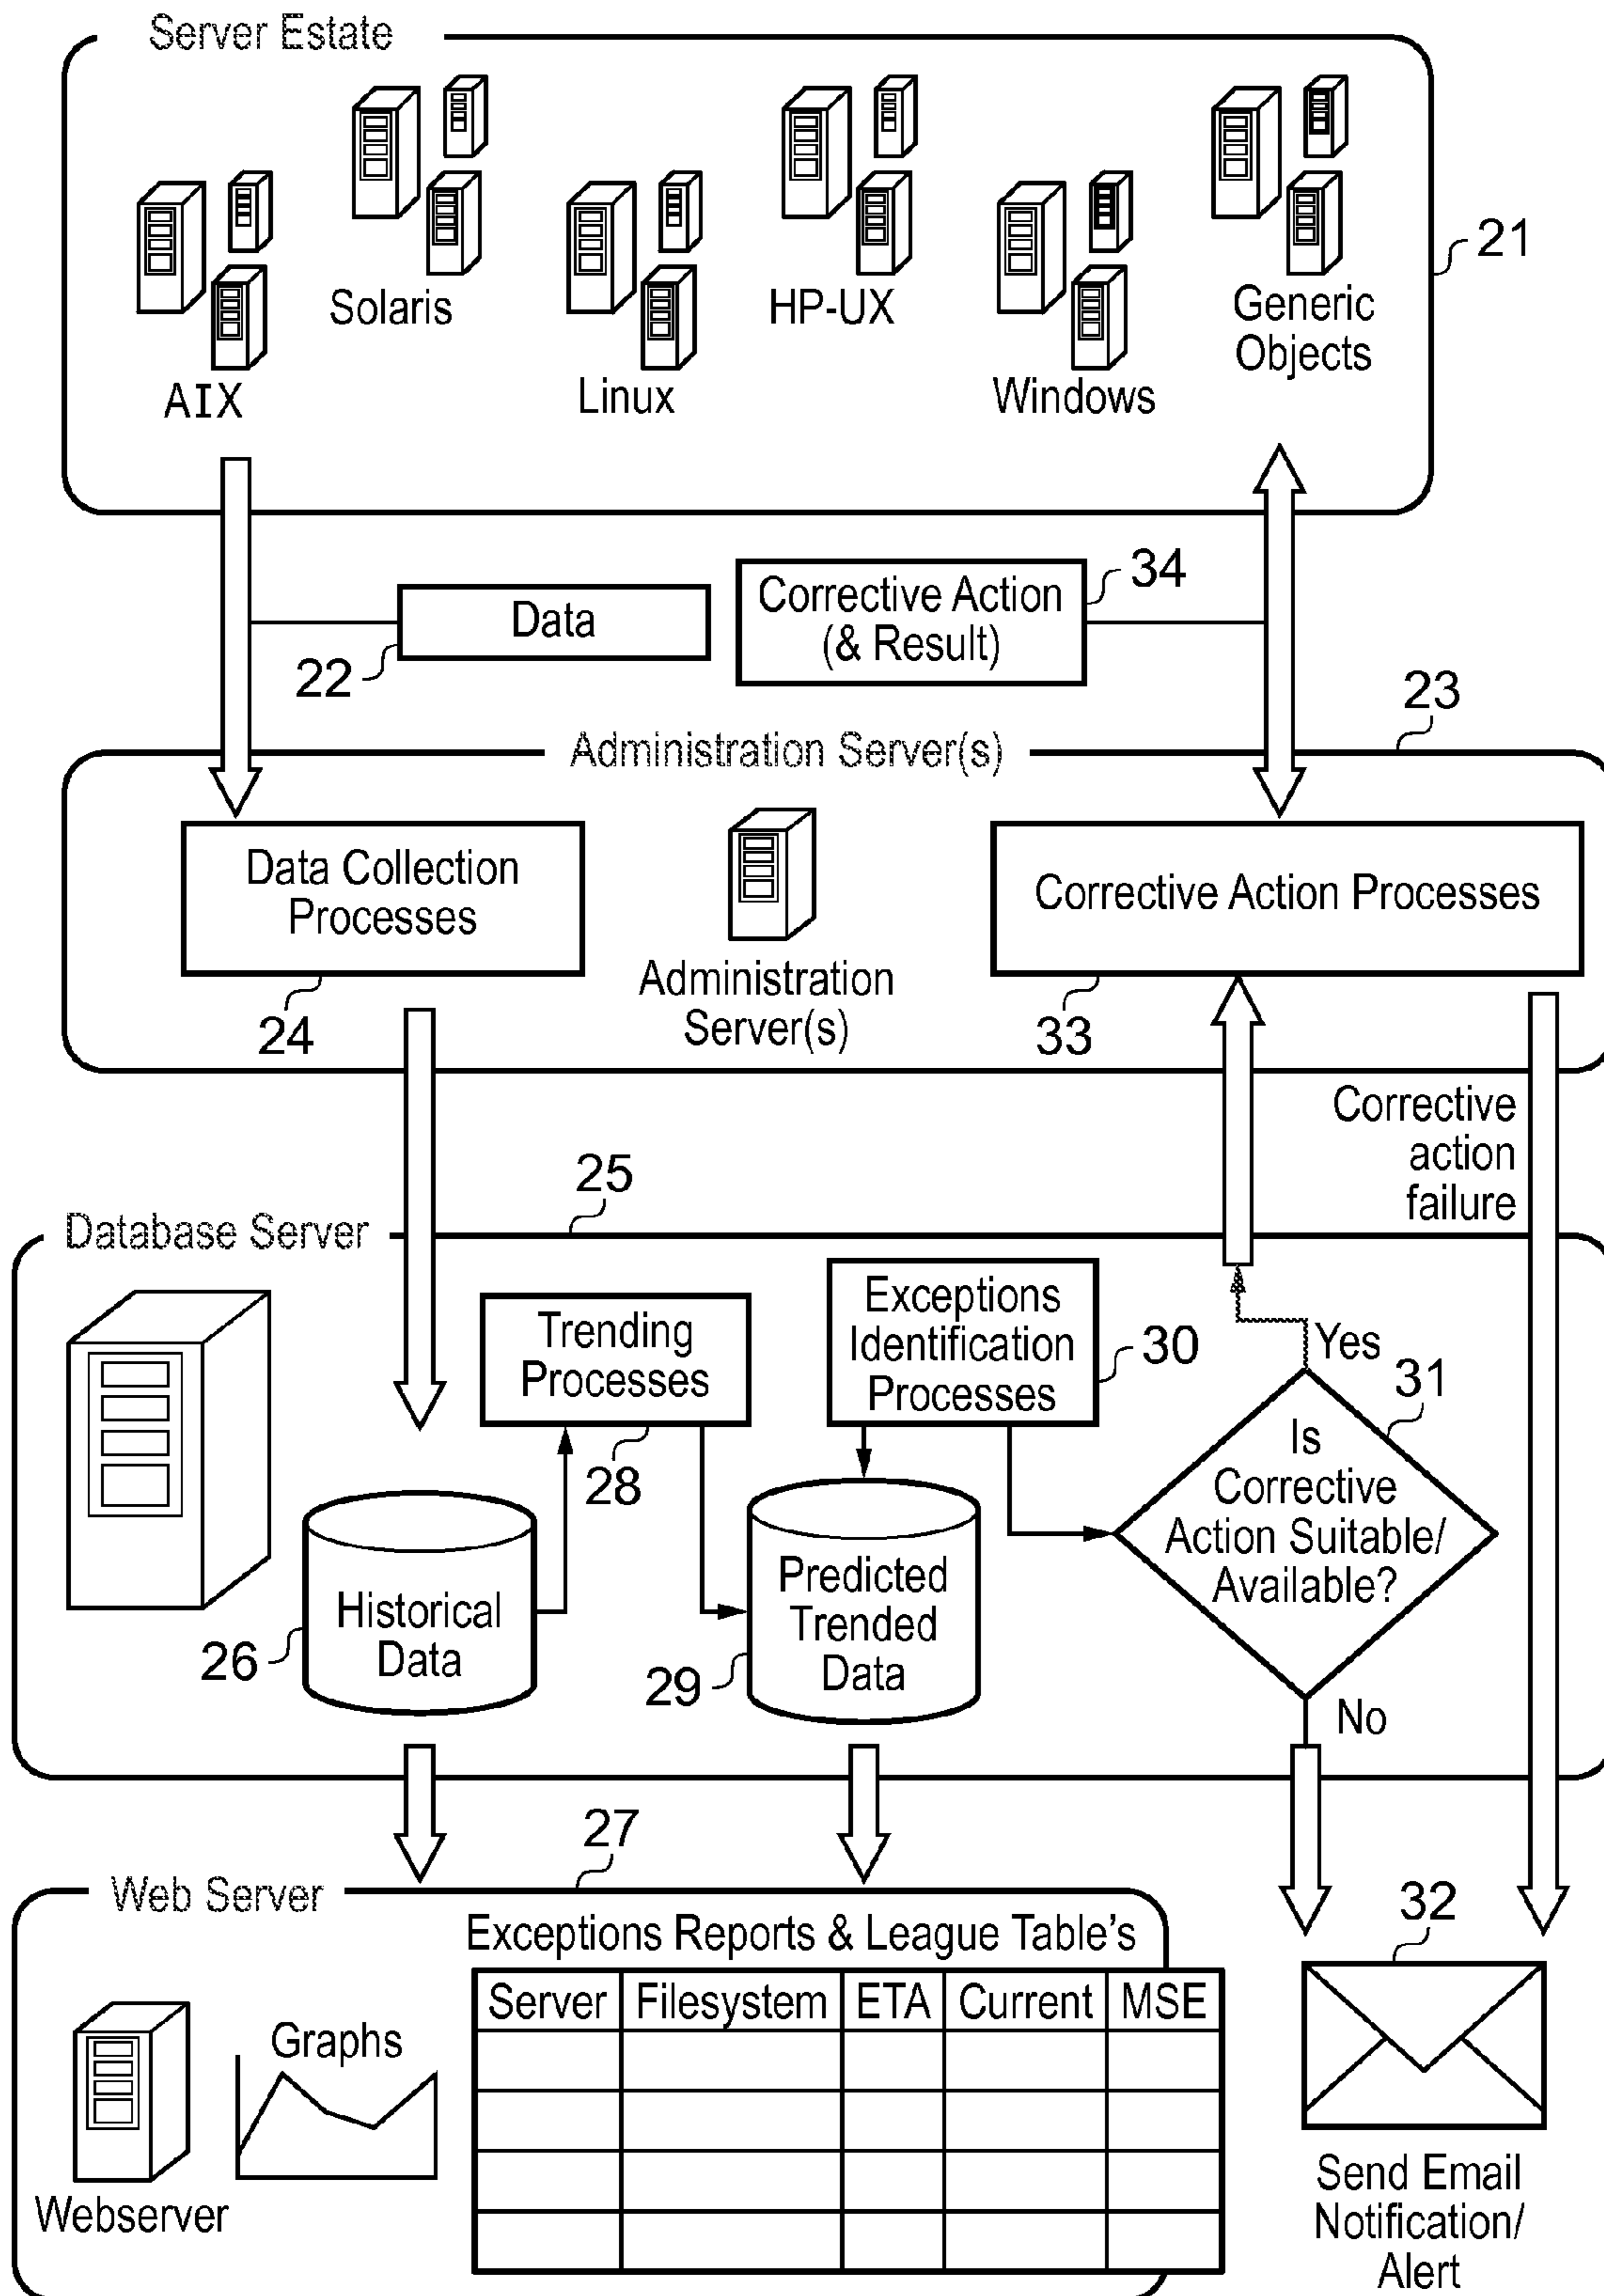 Server Estate
21
Solaris
HP-UX
Generic
Objects
AIX
Linux
Windows
Data
22
Corrective Action
(& Result)
34
23
Administration Server(s)
Data Collection
Processes
24
Administration
Server(s)
Corrective Action Processes
33
Corrective
action
failure
25
Database Server
Trending
Processes
28
Exceptions
Identification
Processes
30
Yes
31
Is
Corrective
Action Suitable/
Available?
No
Historical
Data
26
Predicted
Trended
Data
29
27
Web Server
Exceptions Reports & League Table's
Server Filesystem ETA Current MSE
Graphs
Webserver
32
Send Email
Notification/
Alert